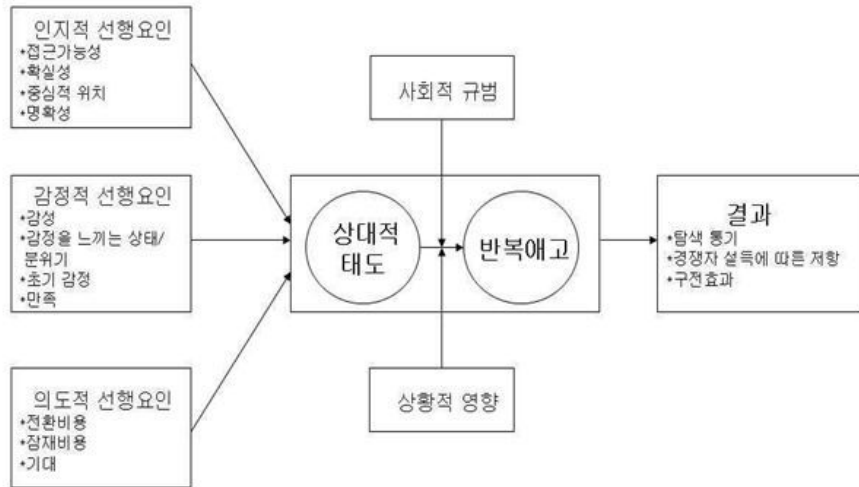 인지적 선행요인
*접근가능성
*확실성
*중심적 위치
*명확성
감정적 선행요인
*감성
*감정을 느끼는 상태/
분위기
*초기 감정
*만족
의도적 선행요인
*전환비용
*잠재비용
*기대
사회적 규범
상대적
태도
반복애고
상황적 영향
결과
*탐색 동기
*경쟁자 설득에 따른 저항
*구전효과